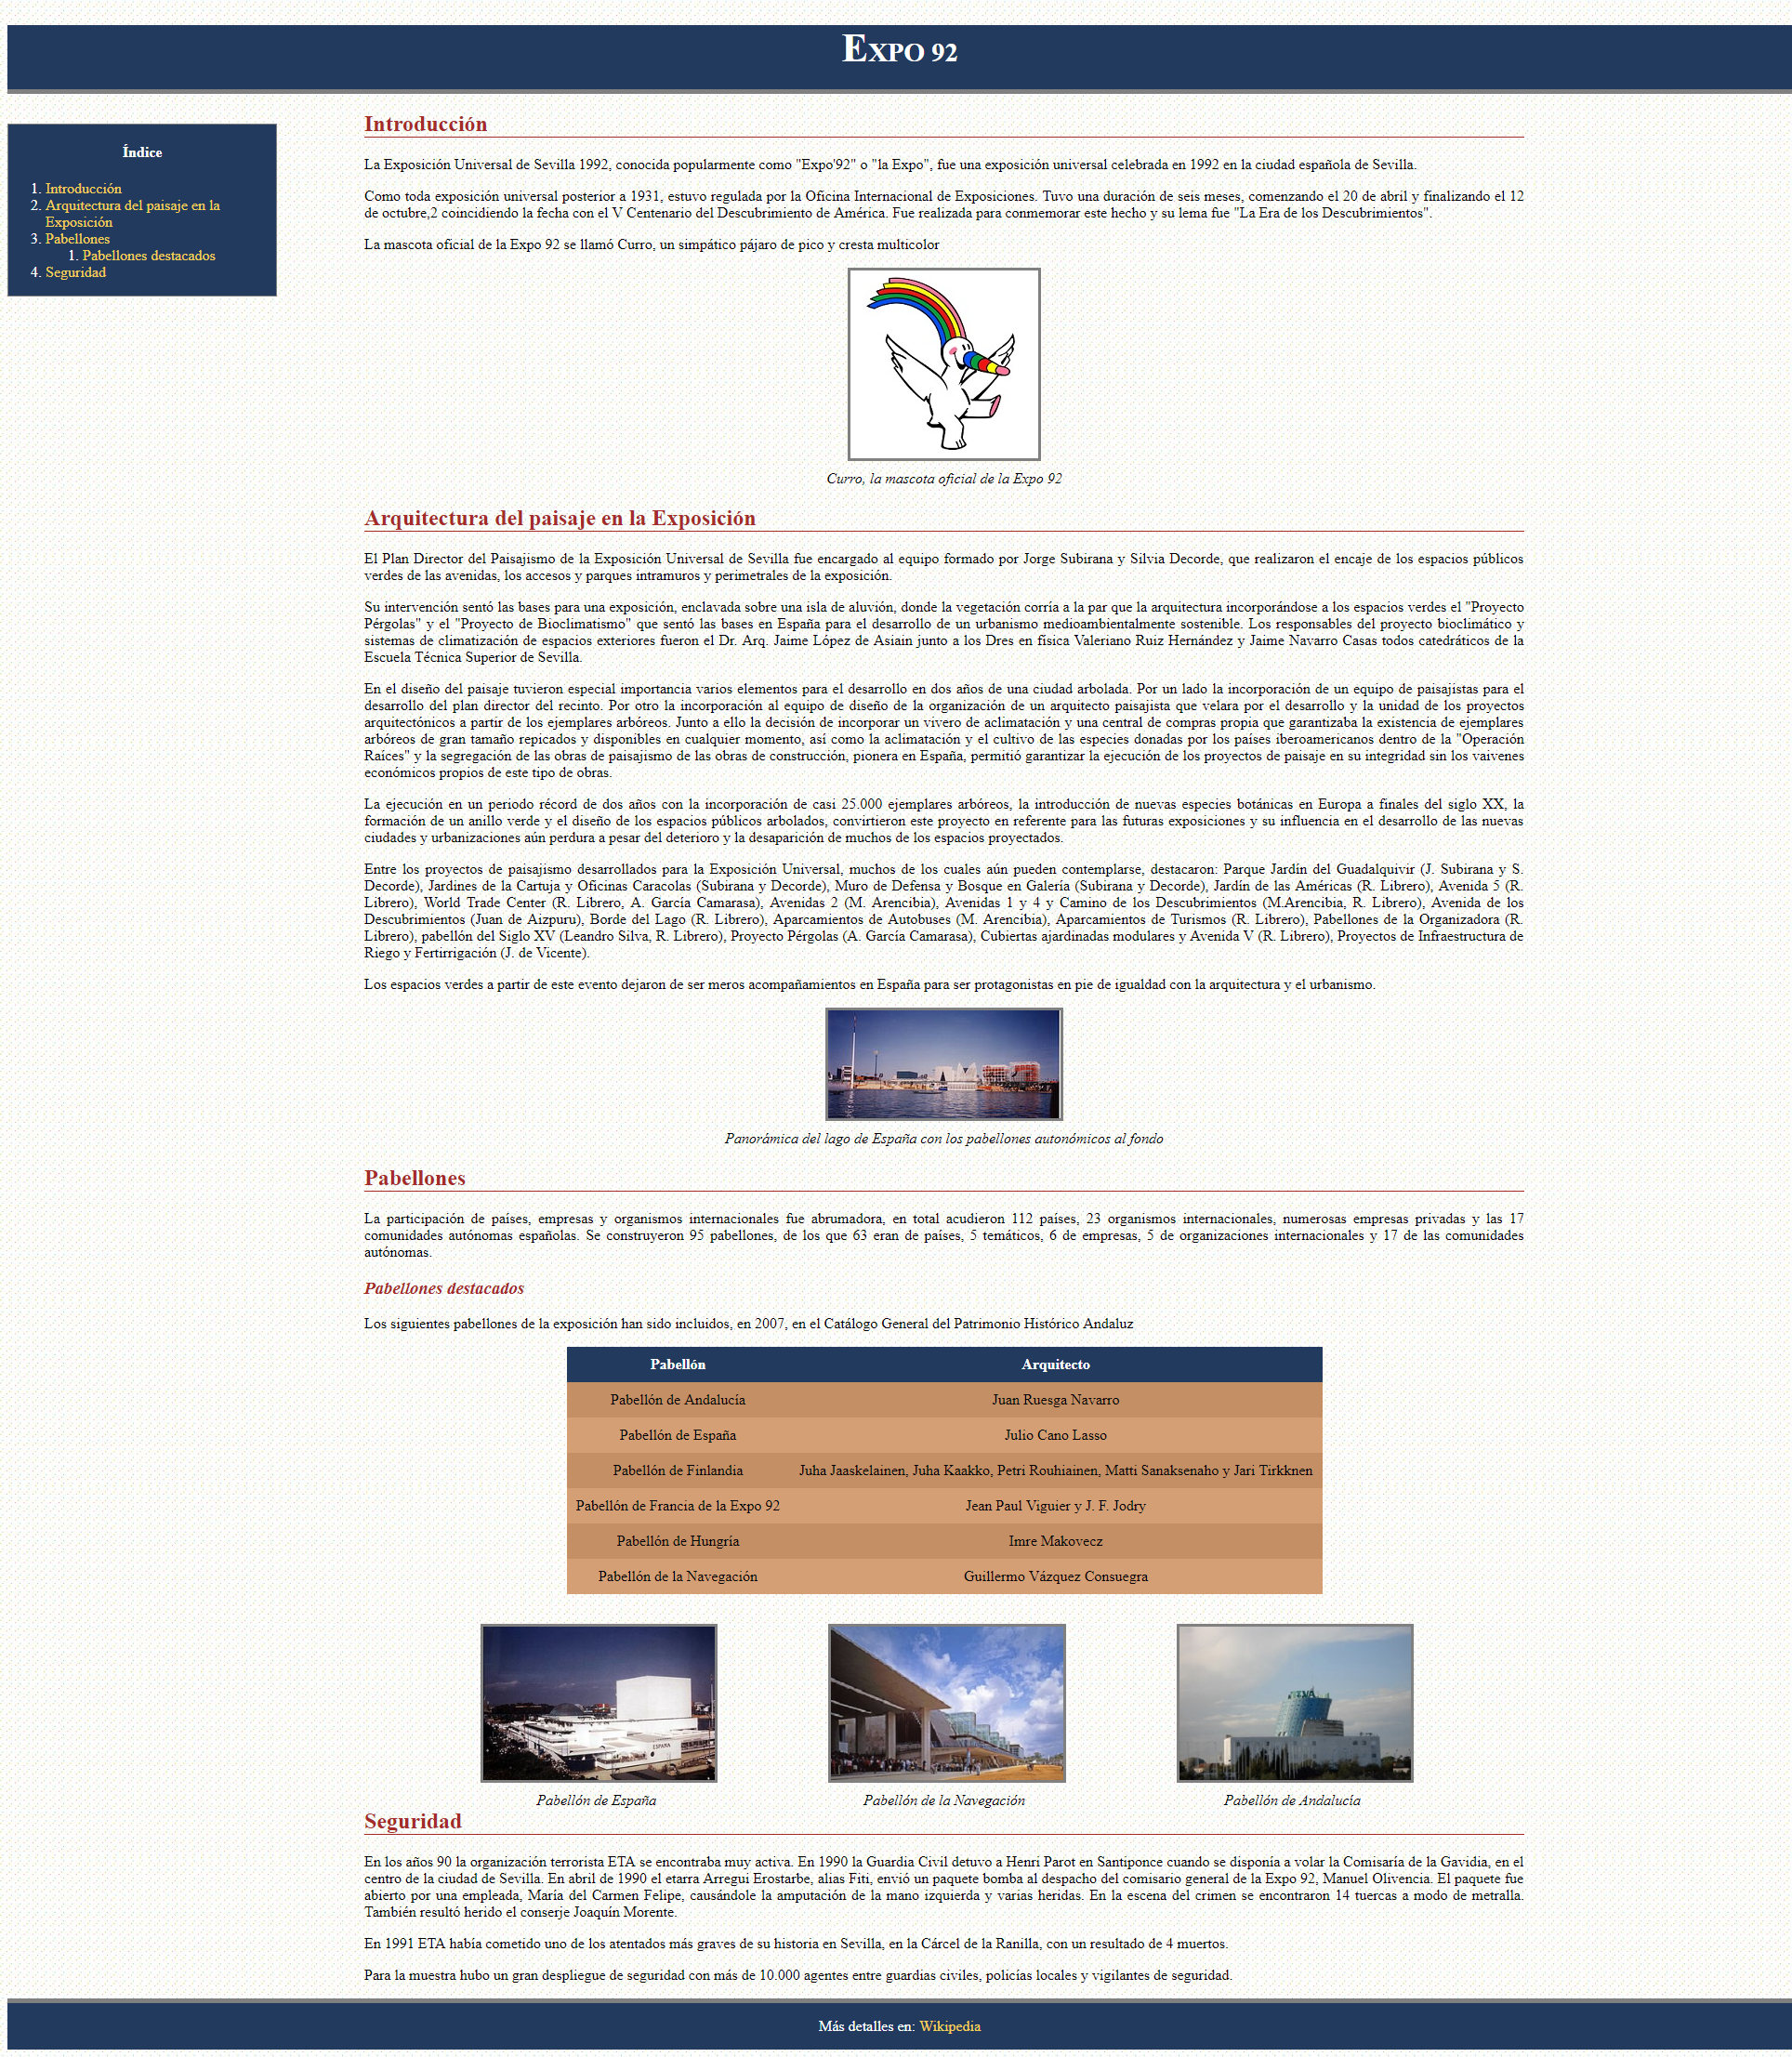 Expo 92
Índice
1. Introducción
2. Arquitectura del paisaje en la
Exposición
3. Pabellones
1. Pabellones destacados
4. Seguridad
Introducción
La Exposición Universal de Sevilla 1992, conocida popularmente como "Expo'92" o "la Expo", fue una exposición universal celebrada en 1992 en la ciudad española de Sevilla.
Como toda exposición universal posterior a 1931, estuvo regulada por la Oficina Internacional de Exposiciones. Tuvo una duración de seis meses, comenzando el 20 de abril y finalizando el 12
de octubre,2 coincidiendo la fecha con el V Centenario del Descubrimiento de América. Fue realizada para conmemorar este hecho y su lema fue "La Era de los Descubrimientos".
La mascota oficial de la Expo 92 se llamó Curro, un simpático pájaro de pico y cresta multicolor
Curro, la mascota oficial de la Expo 92
Arquitectura del paisaje en la Exposición
El Plan Director del Paisajismo de la Exposición Universal de Sevilla fue encargado al equipo formado por Jorge Subirana y Silvia Decorde, que realizaron el encaje de los espacios públicos
verdes de las avenidas, los accesos y parques intramuros y perimetrales de la exposición.
Su intervención sentó las bases para una exposición, enclavada sobre una isla de aluvión, donde la vegetación corría a la par que la arquitectura incorporándose a los espacios verdes el "Proyecto
Pérgolas" y el "Proyecto de Bioclimatismo" que sentó las bases en España para el desarrollo de un urbanismo medioambientalmente sostenible. Los responsables del proyecto bioclimático y
sistemas de climatización de espacios exteriores fueron el Dr. Arq. Jaime López de Asiain junto a los Dres en física Valeriano Ruiz Hernández y Jaime Navarro Casas todos catedráticos de la
Escuela Técnica Superior de Sevilla.
En el diseño del paisaje tuvieron especial importancia varios elementos para el desarrollo en dos años de una ciudad arbolada. Por un lado la incorporación de un equipo de paisajistas para el
desarrollo del plan director del recinto. Por otro la incorporación al equipo de diseño de la organización de un arquitecto paisajista que velara por el desarrollo y la unidad de los proyectos
arquitectónicos a partir de los ejemplares arbóreos. Junto a ello la decisión de incorporar un vivero de aclimatación y una central de compras propia que garantizaba la existencia de ejemplares
arbóreos de gran tamaño repicados y disponibles en cualquier momento, así como la aclimatación y el cultivo de las especies donadas por los países iberoamericanos dentro de la "Operación
Raíces" y la segregación de las obras de paisajismo de las obras de construcción, pionera en España, permitió garantizar la ejecución de los proyectos de paisaje en su integridad sin los vaivenes
económicos propios de este tipo de obras.
La ejecución en un periodo récord de dos años con la incorporación de casi 25.000 ejemplares arbóreos, la introducción de nuevas especies botánicas en Europa a finales del siglo XX, la
formación de un anillo verde y el diseño de los espacios públicos arbolados, convirtieron este proyecto en referente para las futuras exposiciones y su influencia en el desarrollo de las nuevas
ciudades y urbanizaciones aún perdura a pesar del deterioro y la desaparición de muchos de los espacios proyectados.
Entre los proyectos de paisajismo desarrollados para la Exposición Universal, muchos de los cuales aún pueden contemplarse, destacaron: Parque Jardín del Guadalquivir (J. Subirana y S.
Decorde), Jardines de la Cartuja y Oficinas Caracolas (Subirana y Decorde), Muro de Defensa y Bosque en Galería (Subirana y Decorde), Jardín de las Américas (R. Librero), Avenida 5 (R.
Librero), World Trade Center (R. Librero, A. García Camarasa), Avenidas 2 (M. Arencibia), Avenidas 1 y 4 y Camino de los Descubrimientos (M.Arencibia, R. Librero), Avenida de los
Descubrimientos (Juan de Aizpuru), Borde del Lago (R. Librero), Aparcamientos de Autobuses (M. Arencibia), Aparcamientos de Turismos (R. Librero), Pabellones de la Organizadora (R.
Librero), pabellón del Siglo XV (Leandro Silva, R. Librero), Proyecto Pérgolas (A. García Camarasa), Cubiertas ajardinadas modulares y Avenida V (R. Librero), Proyectos de Infraestructura de
Riego y Fertirrigación (J. de Vicente).
Los espacios verdes a partir de este evento dejaron de ser meros acompañamientos en España para ser protagonistas en pie de igualdad con la arquitectura y el urbanismo.
Panorámica del lago de España con los pabellones autonómicos al fondo
Pabellones
La participación de países, empresas y organismos internacionales fue abrumadora, en total acudieron 112 países, 23 organismos internacionales, numerosas empresas privadas y las 17
comunidades autónomas españolas. Se construyeron 95 pabellones, de los que 63 eran de países, 5 temáticos, 6 de empresas, 5 de organizaciones internacionales y 17 de las comunidades
autónomas.
Pabellones destacados
Los siguientes pabellones de la exposición han sido incluidos, en 2007, en el Catálogo General del Patrimonio Histórico Andaluz
Pabellón Arquitecto
Pabellón de Andalucía Juan Ruesga Navarro
Pabellón de España Julio Cano Lasso
Pabellón de Finlandia Juha Jaaskelainen, Juha Kaakko, Petri Rouhiainen, Matti Sanaksenaho y Jari Tirkknen
Pabellón de Francia de la Expo 92 Jean Paul Viguier y J. F. Jodry
Pabellón de Hungría Imre Makovecz
Pabellón de la Navegación Guillermo Vázquez Consuegra
ESPAÑA
Pabellón de España Pabellón de la Navegación Pabellón de Andalucía
Seguridad
En los años 90 la organización terrorista ETA se encontraba muy activa. En 1990 la Guardia Civil detuvo a Henri Parot en Santiponce cuando se disponía a volar la Comisaría de la Gavidia, en el
centro de la ciudad de Sevilla. En abril de 1990 el etarra Arregui Erostarbe, alias Fiti, envió un paquete bomba al despacho del comisario general de la Expo 92, Manuel Olivencia. El paquete fue
abierto por una empleada, María del Carmen Felipe, causándole la amputación de la mano izquierda y varias heridas. En la escena del crimen se encontraron 14 tuercas a modo de metralla.
También resultó herido el conserje Joaquín Morente.
En 1991 ETA había cometido uno de los atentados más graves de su historia en Sevilla, en la Cárcel de la Ranilla, con un resultado de 4 muertos.
Para la muestra hubo un gran despliegue de seguridad con más de 10.000 agentes entre guardias civiles, policías locales y vigilantes de seguridad.
Más detalles en: Wikipedia